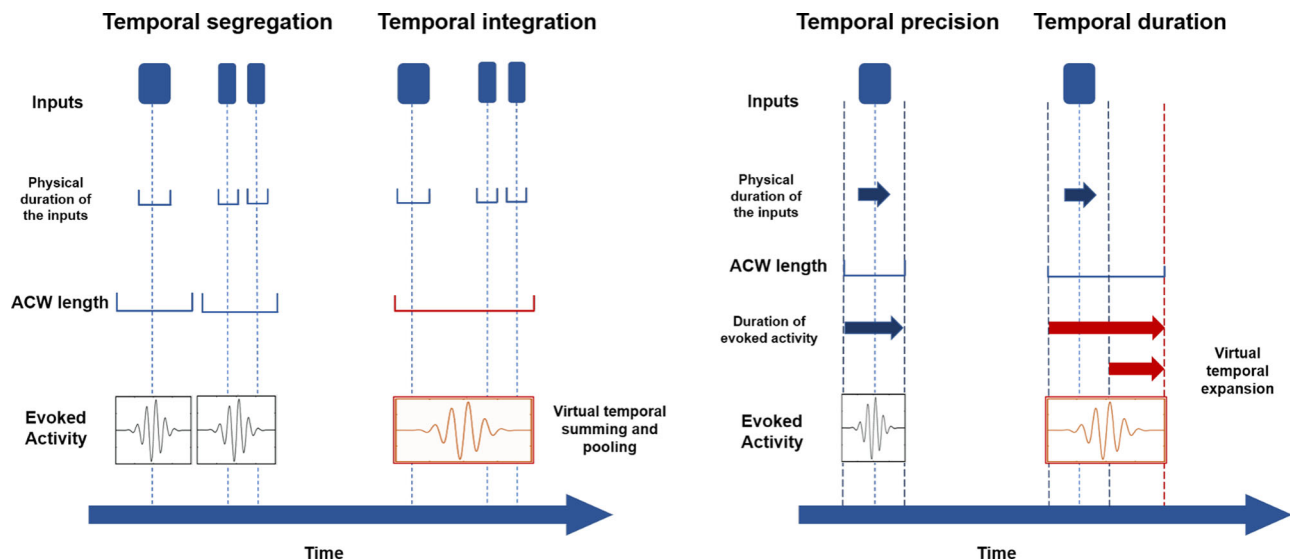 Temporal segregation
Temporal integration
Inputs
Physical
duration of
the inputs
ACW length
Evoked
Activity
Virtual temporal
summing and
pooling
Time
Temporal precision
Temporal duration
Inputs
Physical
duration of
the inputs
ACW length
Duration of
evoked activity
Virtual
temporal
expansion
Evoked
Activity
Time